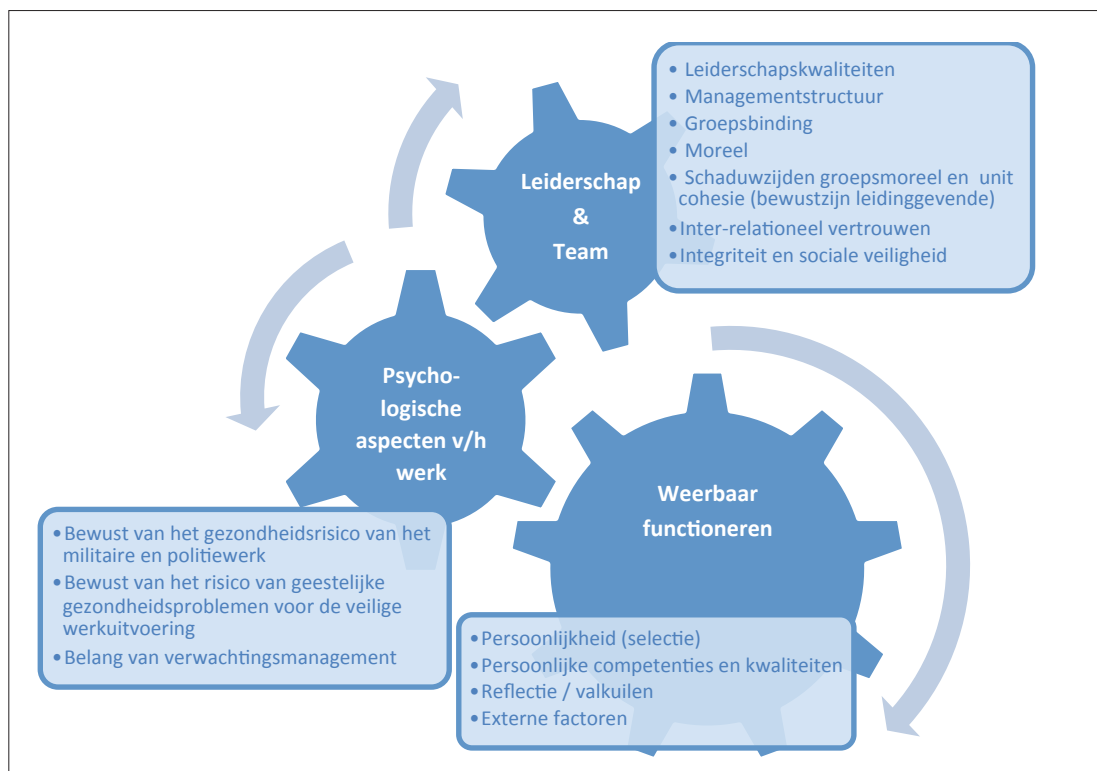 Leiderschap
&
Team
• Leiderschapskwaliteiten
• Managementstructuur
• Groepsbinding
• Moreel
• Schaduwzijden groepsmoreel en unit
cohesie (bewustzijn leidinggevende)
• Inter-relationeel vertrouwen
• Integriteit en sociale veiligheid
Psycho-
logische
aspecten v/h
werk
• Bewust van het gezondheidsrisico van het
militaire en politiewerk
• Bewust van het risico van geestelijke
gezondheidsproblemen voor de veilige
werkuitvoering
• Belang van verwachtingsmanagement
Weerbaar
functioneren
• Persoonlijkheid (selectie)
• Persoonlijke competenties en kwaliteiten
• Reflectie / valkuilen
• Externe factoren